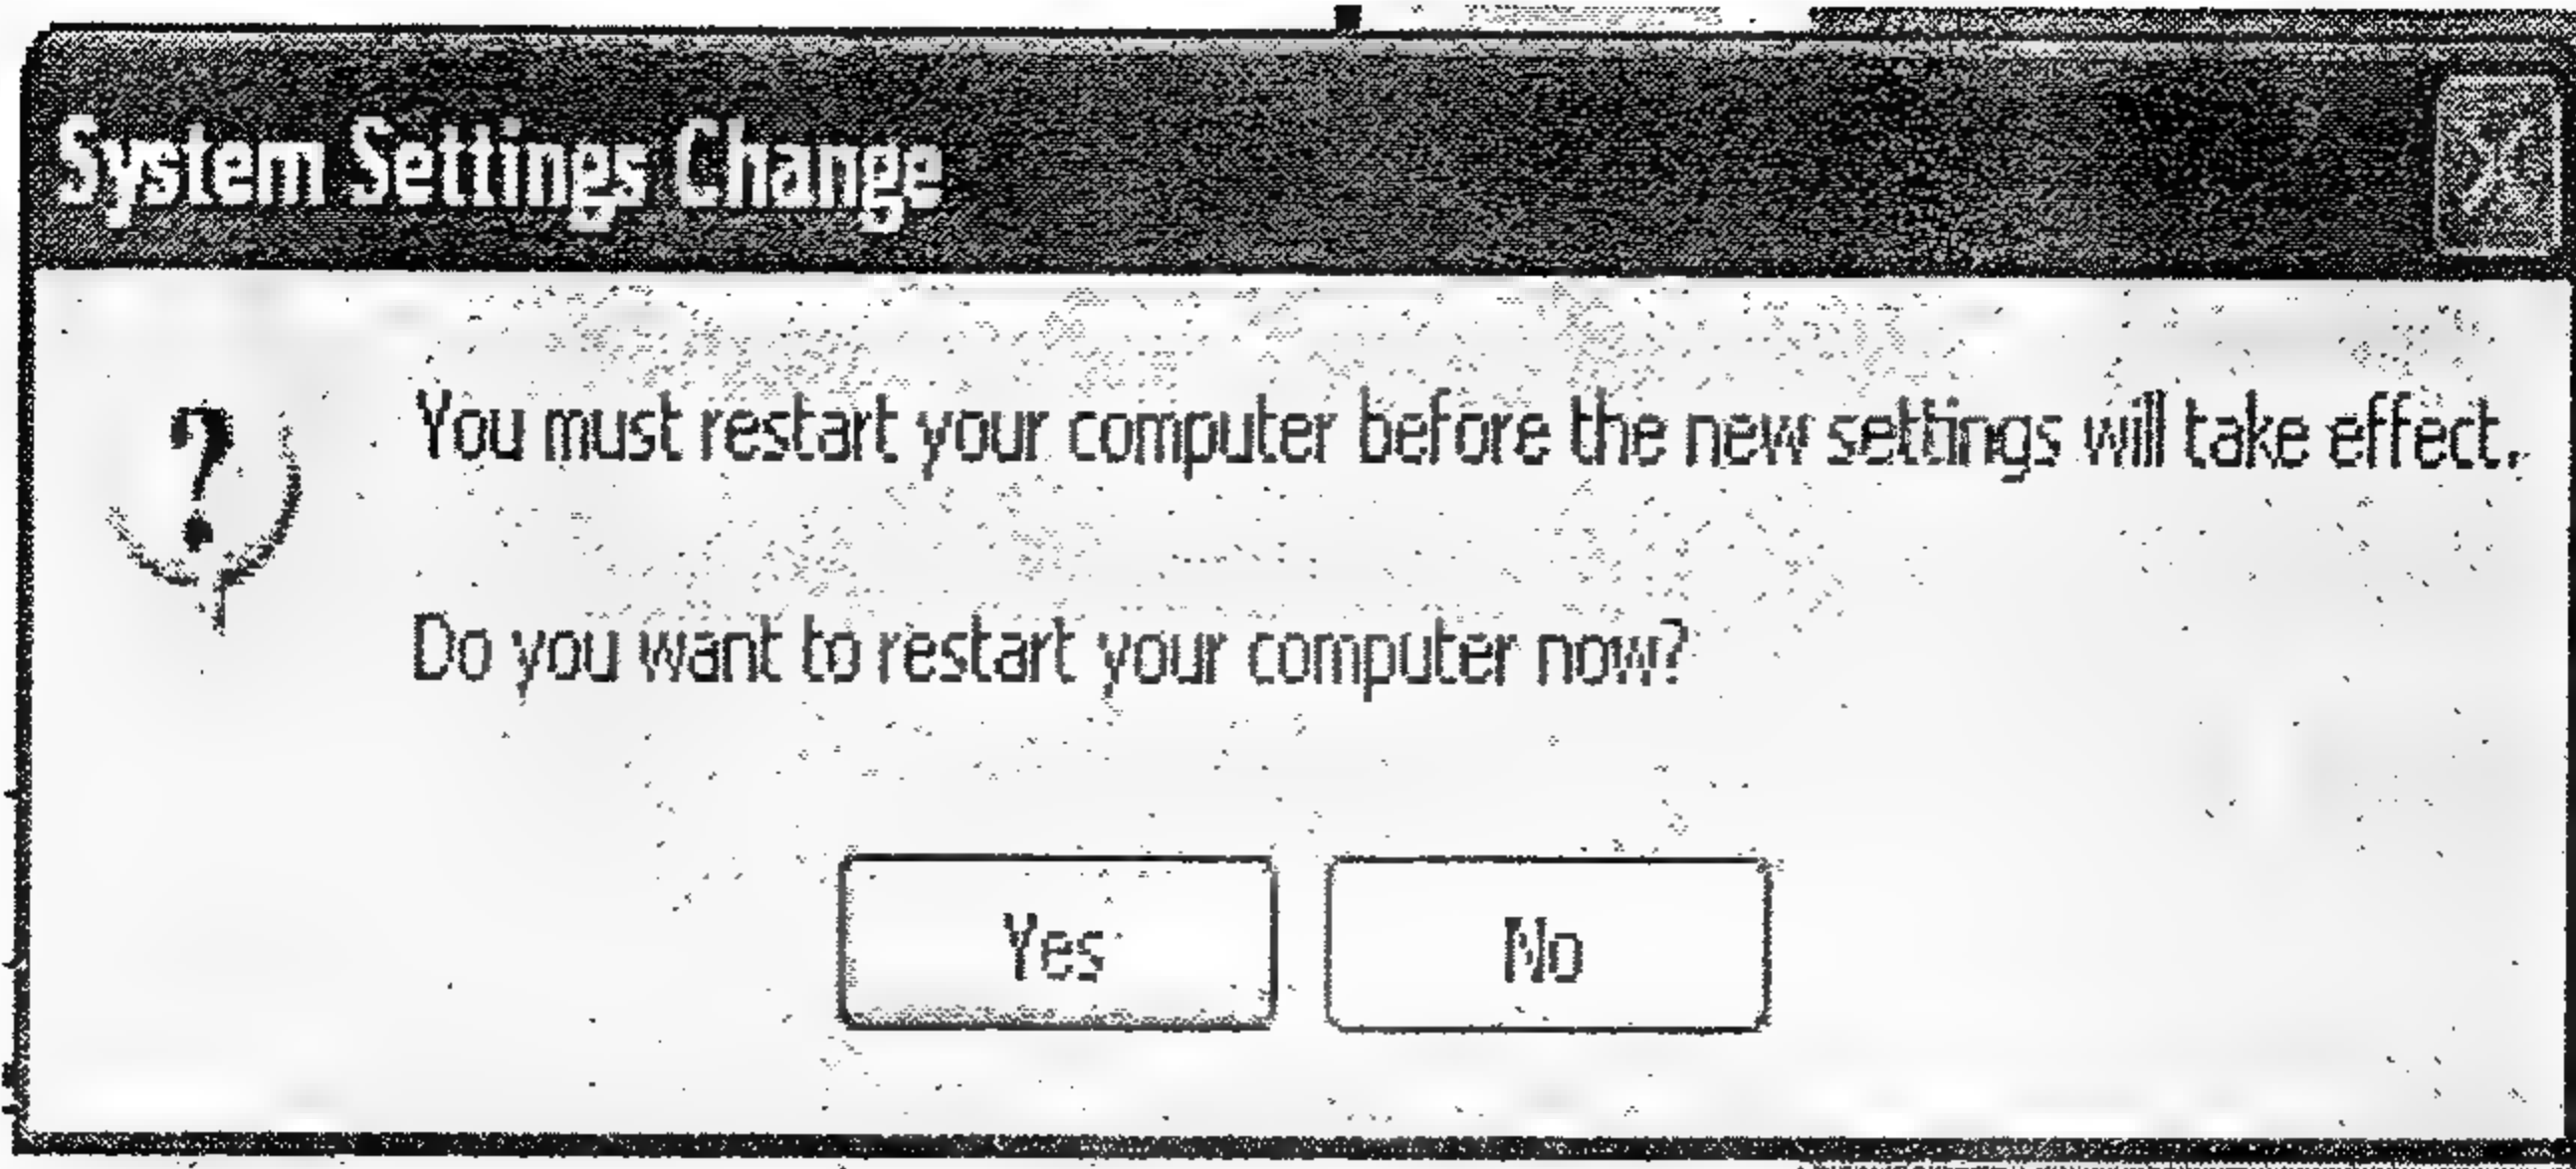 System Settings Change
You must restart your computer before the new settings will take effect.
Do you want to restart your computer now?
Yes
No